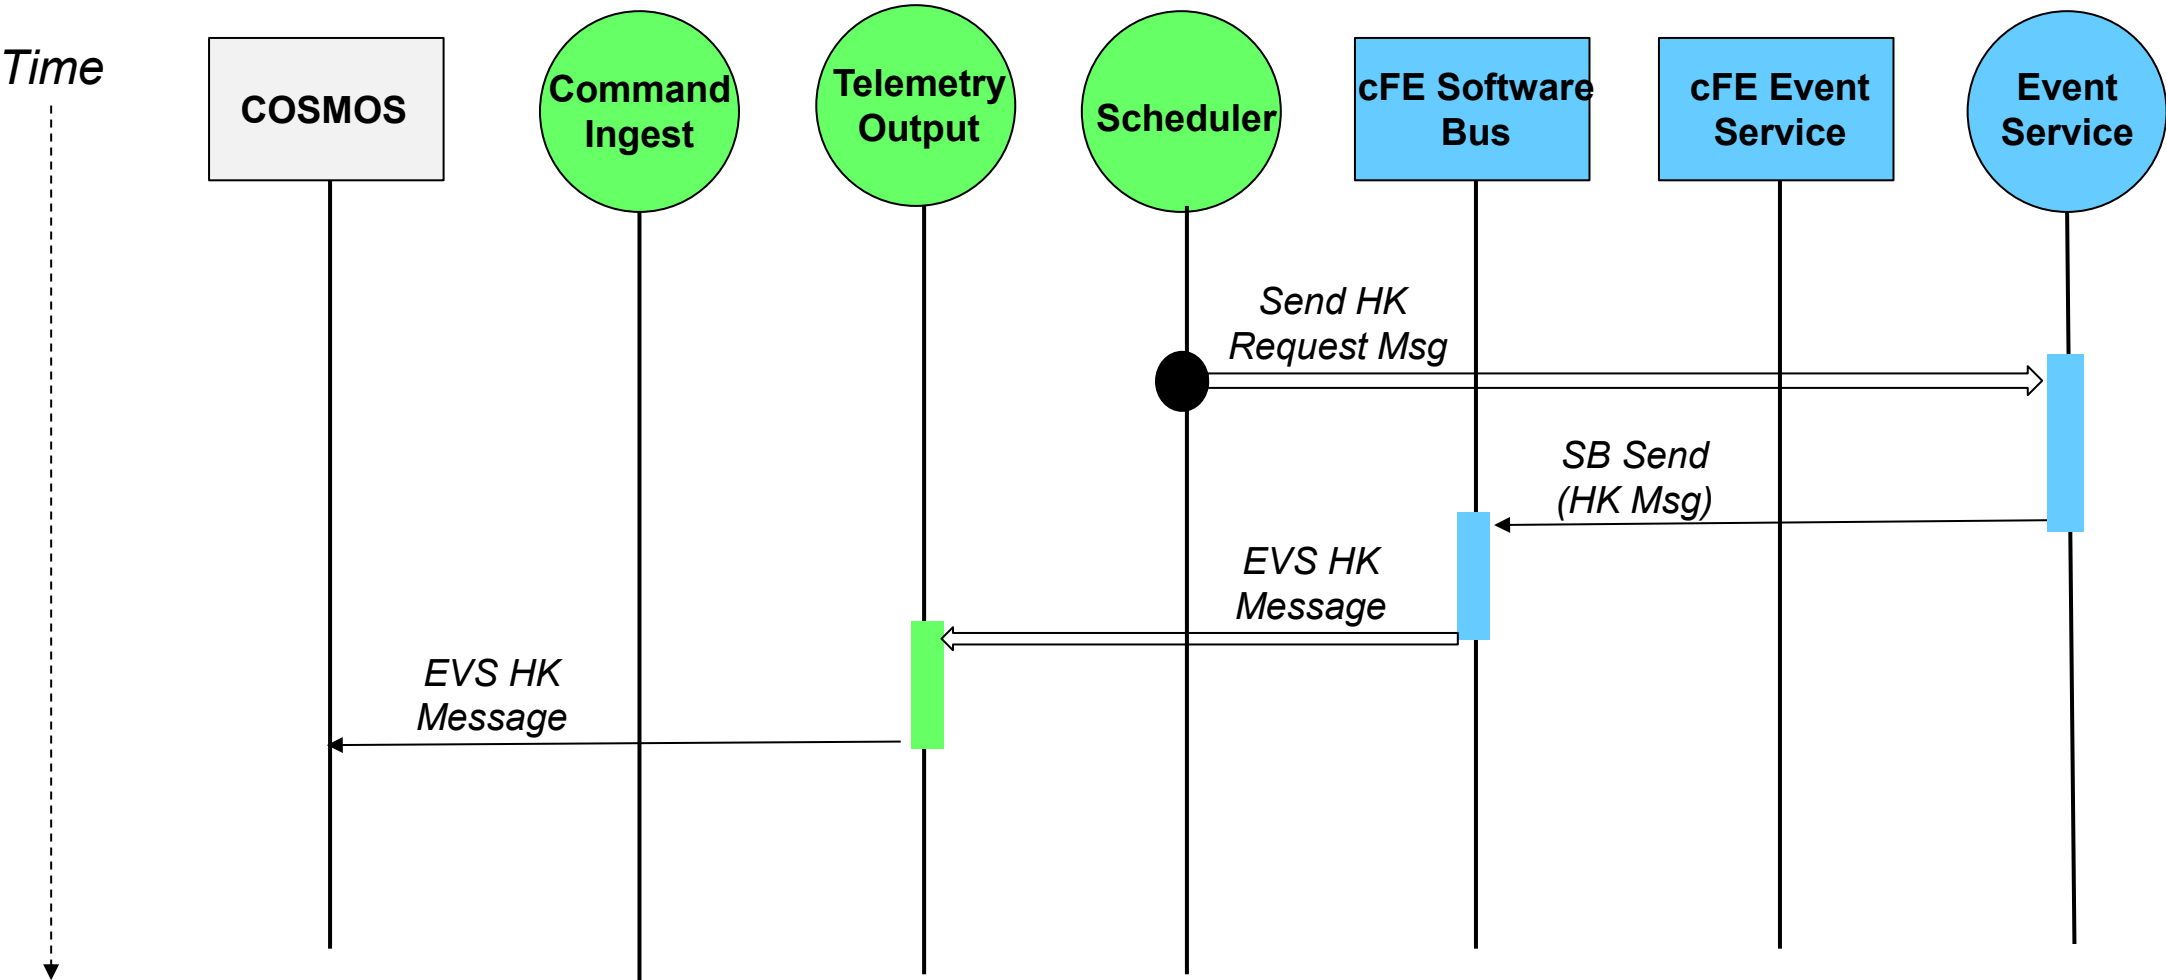 Time
COSMOS
Command
Ingest
Telemetry
Output
Scheduler
cFE Software
Bus
cFE Event
Service
Event
Service
Send HK
Request Msg
SB Send
(HK Msg)
EVS HK
Message
EVS HK
Message